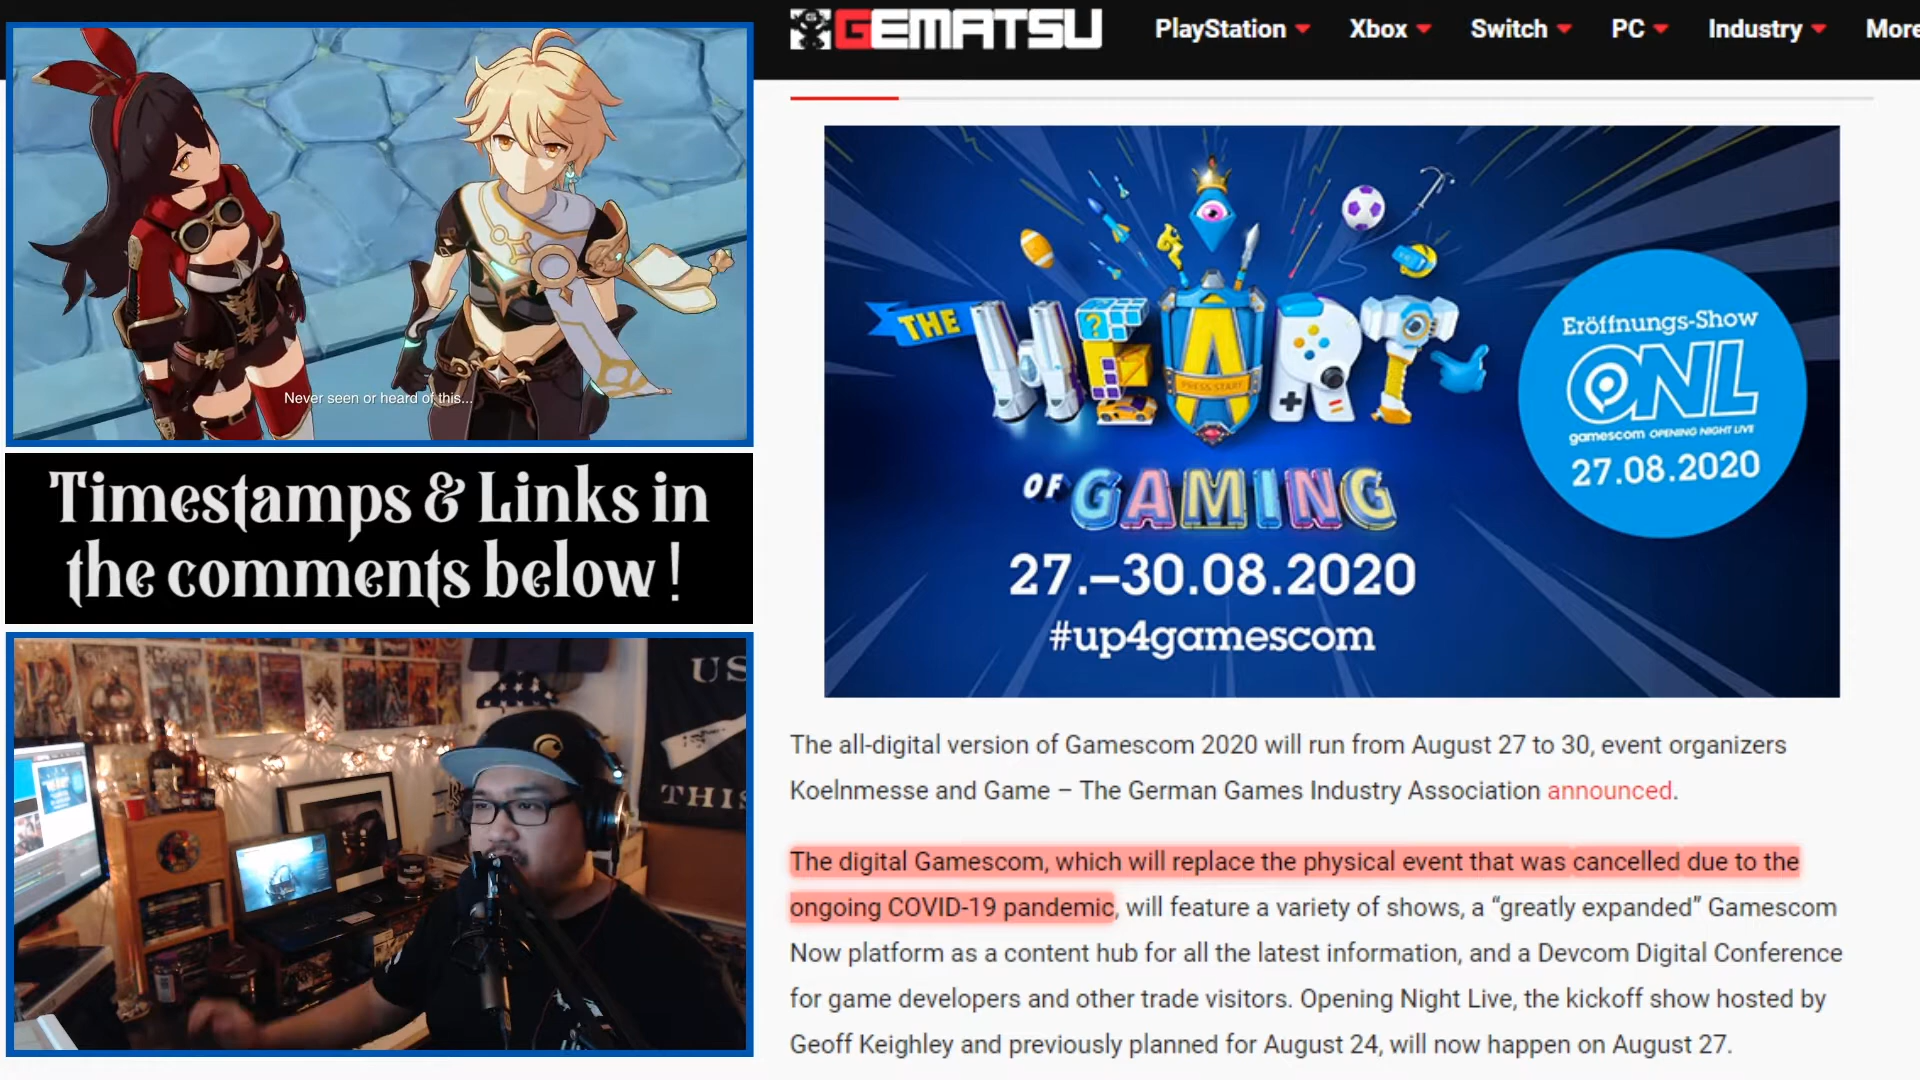 GEMATSU
PlayStation Xbox Switch PC Industry More
Never seen or heard of this...
Timestamps & Links in
the comments below!
THE HEART
PRESS START
OF GAMING
27.–30.08.2020
#up4gamescom
Eröffnungs-Show
ONL
gamescom OPENING NIGHT LIVE
27.08.2020
US
THIS
The all-digital version of Gamescom 2020 will run from August 27 to 30, event organizers
Koelnmesse and Game – The German Games Industry Association announced.
The digital Gamescom, which will replace the physical event that was cancelled due to the
ongoing COVID-19 pandemic, will feature a variety of shows, a “greatly expanded” Gamescom
Now platform as a content hub for all the latest information, and a Devcom Digital Conference
for game developers and other trade visitors. Opening Night Live, the kickoff show hosted by
Geoff Keighley and previously planned for August 24, will now happen on August 27.